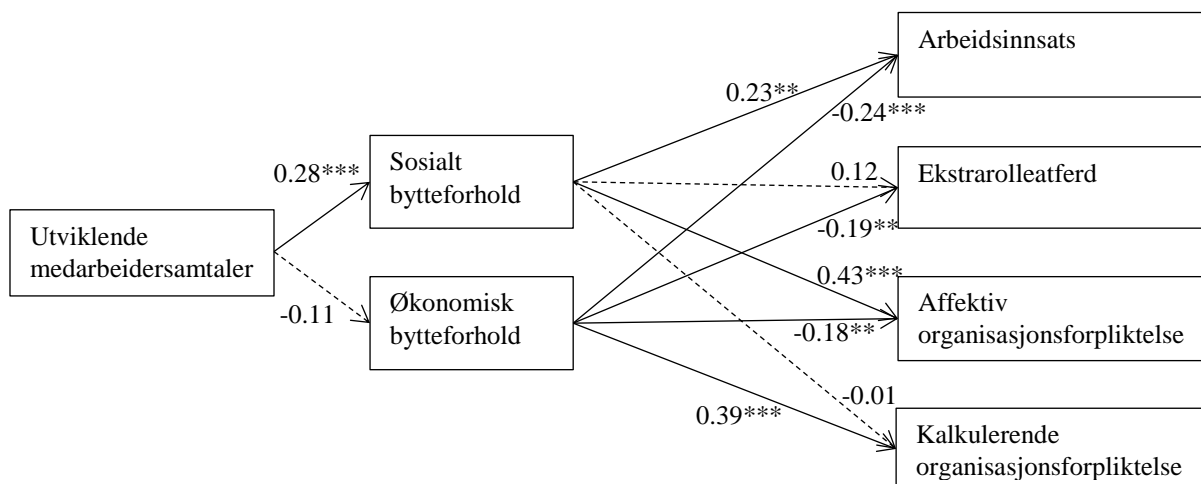 Arbeidsinnsats
0.23**
-0.24***
Sosialt
bytteforhold
0.28***
0.12
Ekstrarolleatferd
-0.19**
Utviklende
medarbeidersamtaler
0.43***
-0.11
Økonomisk
bytteforhold
Affektiv
organisasjonsforpliktelse
-0.18**
-0.01
0.39***
Kalkulerende
organisasjonsforpliktelse